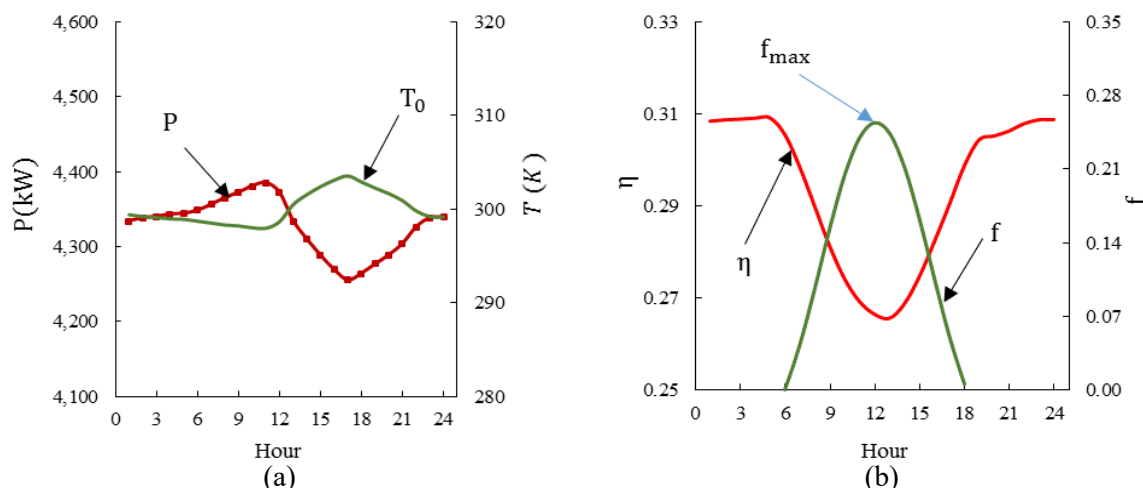 4,600
4,500
4,400
4,300
4,200
4,100
P(kW)
P
T₀
320
310
300
290
280
T (K)
0 3 6 9 12 15 18 21 24
Hour
(a)
0.33
0.31
0.29
0.27
0.25
η
fmax
η
f
0.35
0.28
0.21
0.14
0.07
0.00
f
0 3 6 9 12 15 18 21 24
Hour
(b)